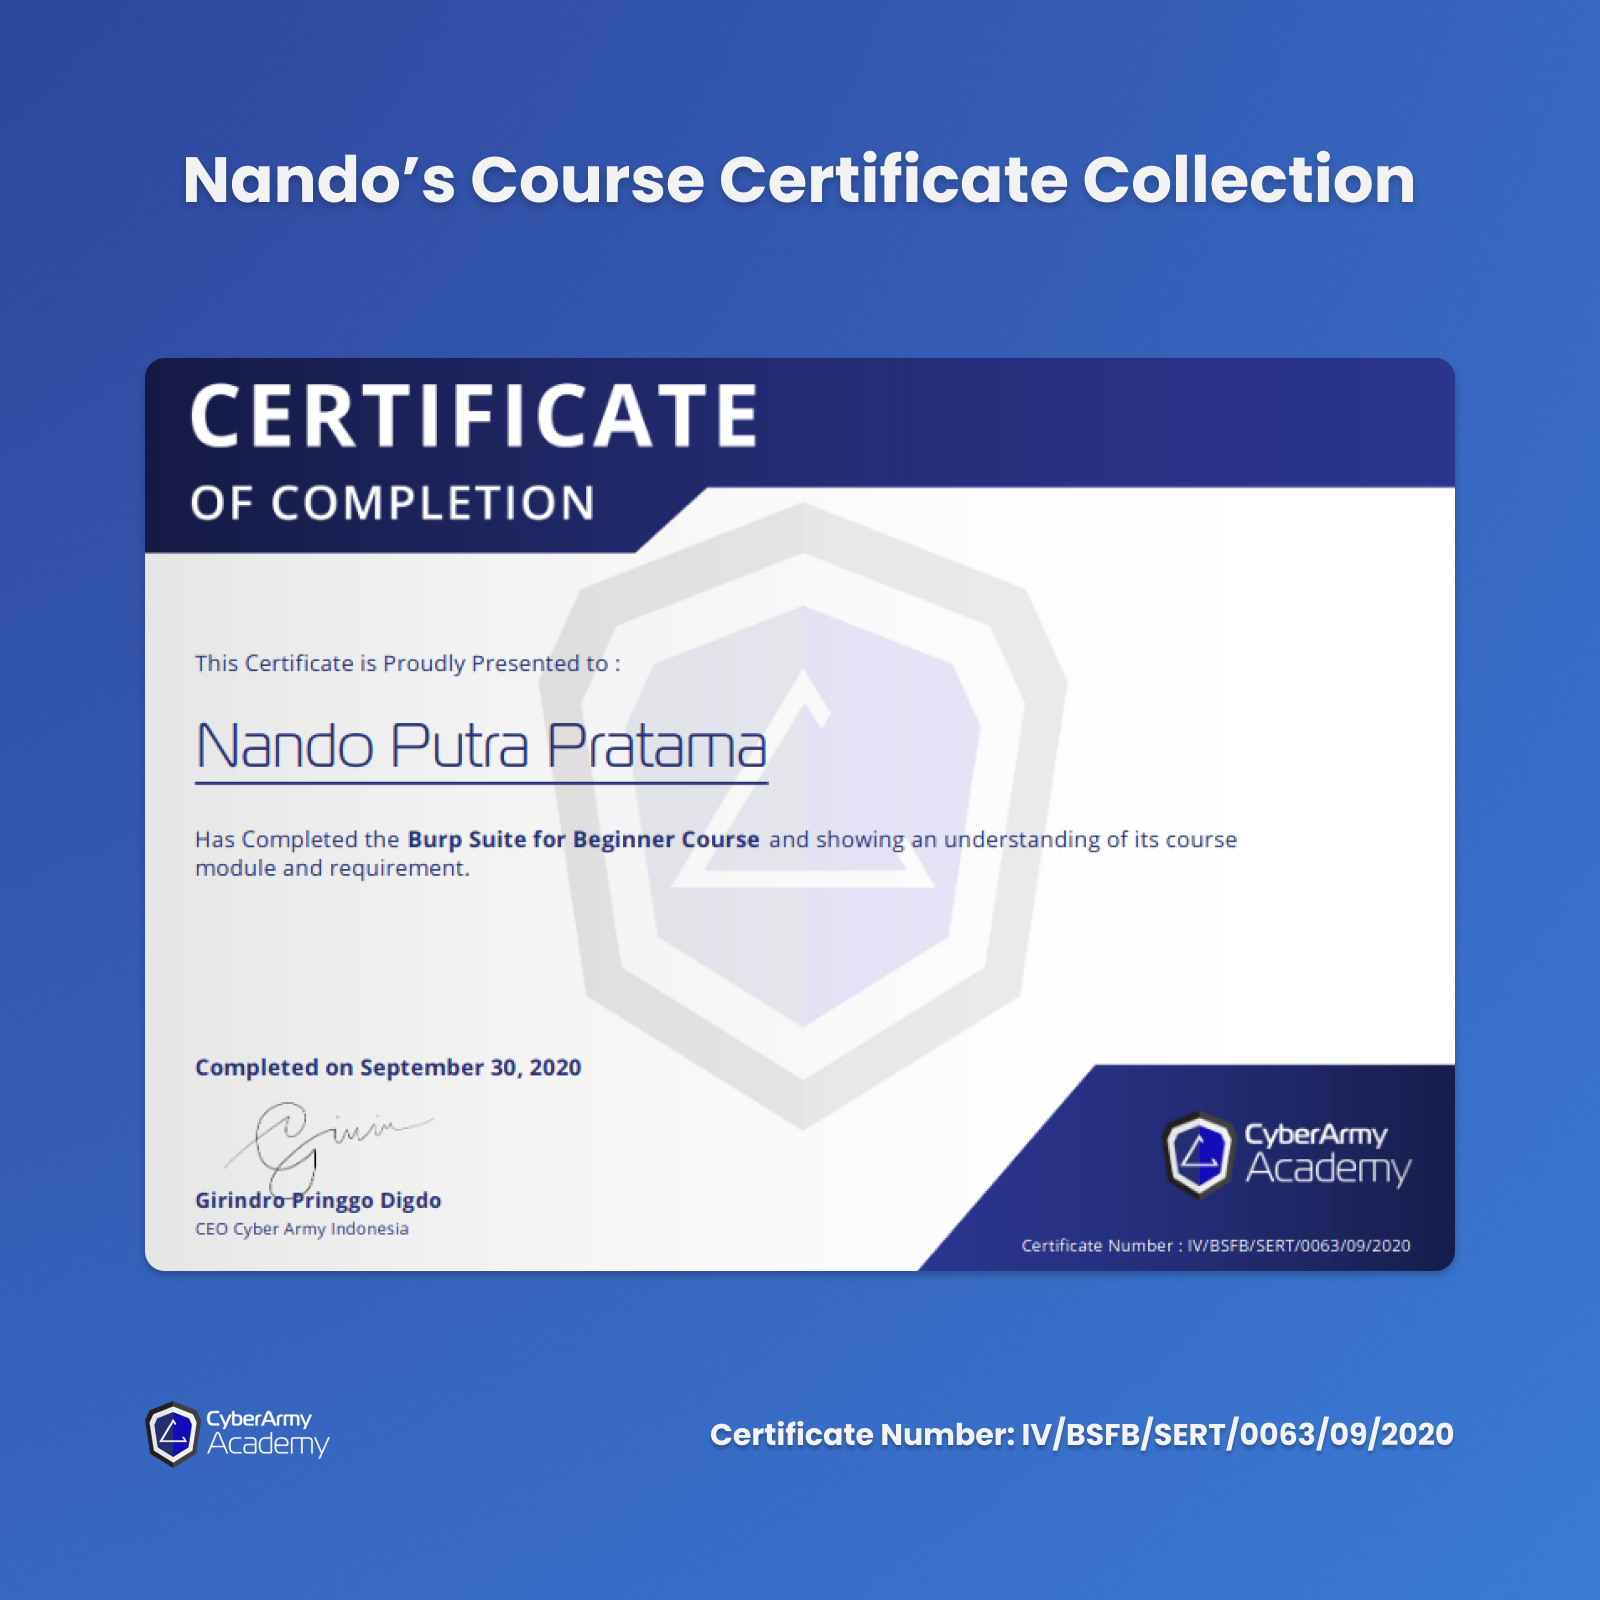 Nando’s Course Certificate Collection
CERTIFICATE
OF COMPLETION
This Certificate is Proudly Presented to :
Nando Putra Pratama
Has Completed the Burp Suite for Beginner Course and showing an understanding of its course
module and requirement.
Completed on September 30, 2020
Girindro Pringgo Digdo
CEO Cyber Army Indonesia
CyberArmy
Academy
Certificate Number : IV/BSFB/SERT/0063/09/2020
CyberArmy
Academy
Certificate Number: IV/BSFB/SERT/0063/09/2020